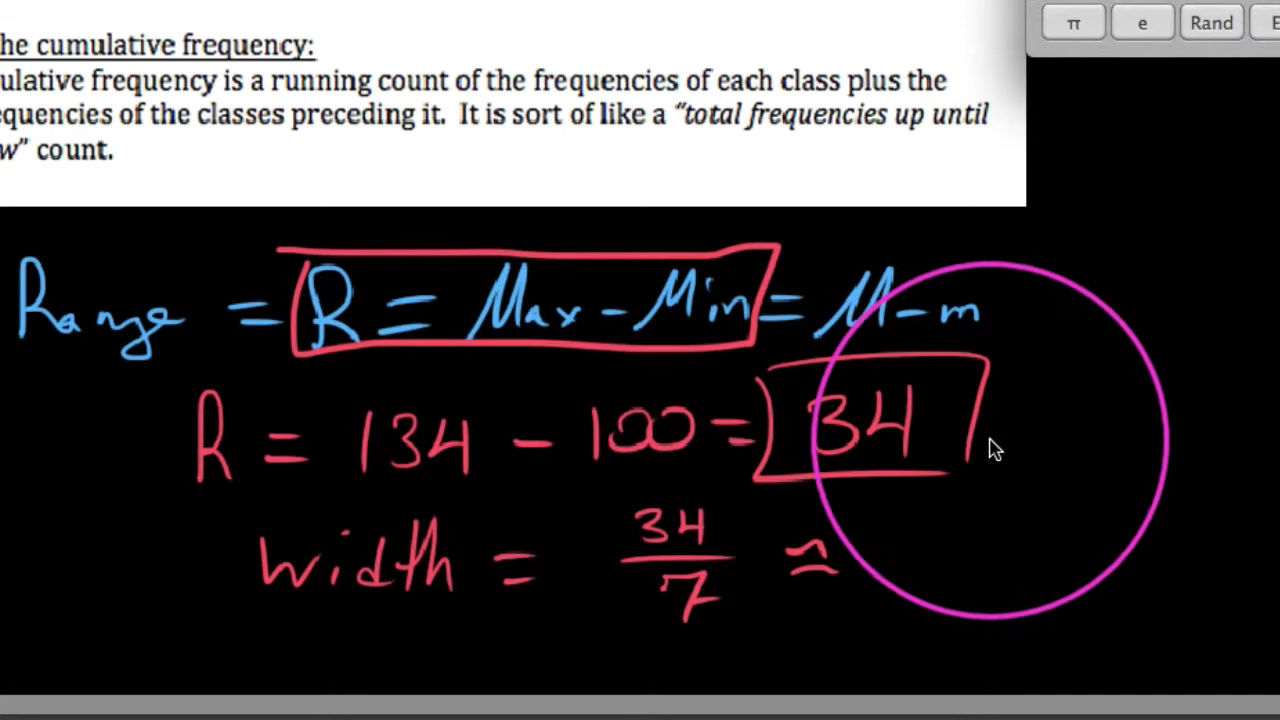 π e Rand E
he cumulative frequency:
ulative frequency is a running count of the frequencies of each class plus the
equencies of the classes preceding it. It is sort of like a “total frequencies up until
w” count.
Range = R = Max - Min = M - m
R = 134 - 100 = 34
width = 34/7 ≈